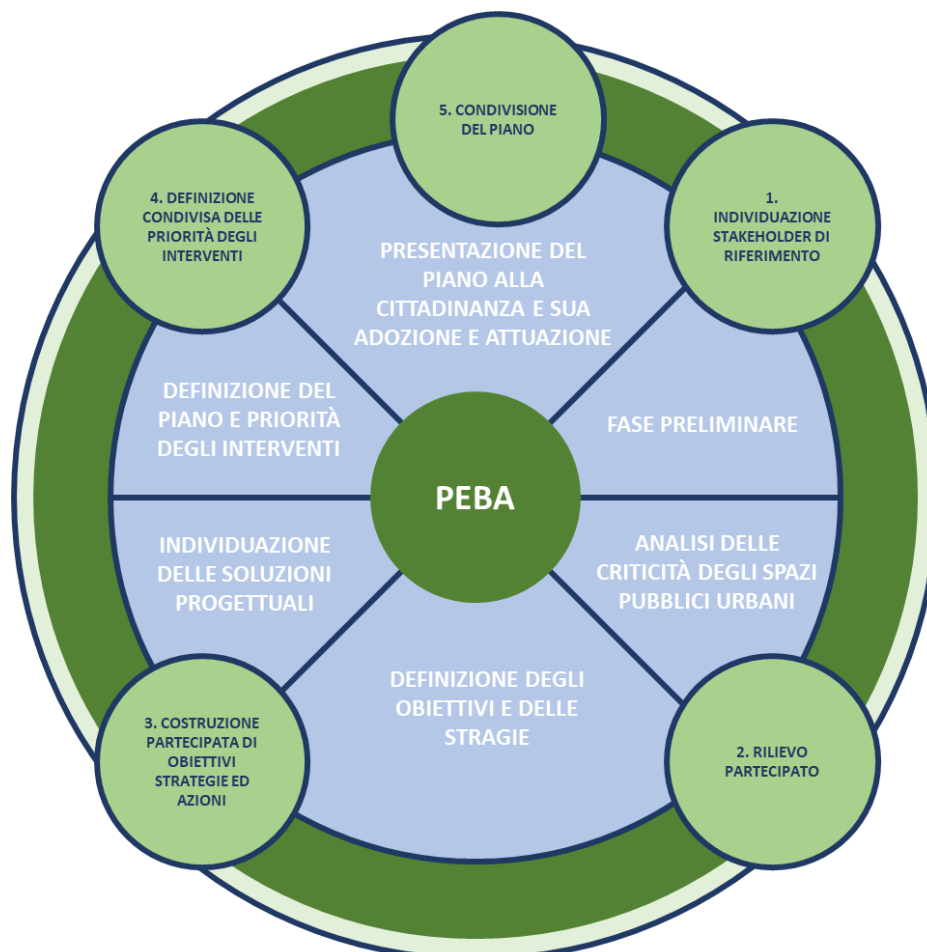 5. CONDIVISIONE
DEL PIANO
4. DEFINIZIONE
CONDIVISA DELLE
PRIORITÀ DEGLI
INTERVENTI
1.
INDIVIDUAZIONE
STAKEHOLDER DI
RIFERIMENTO
PRESENTAZIONE DEL
PIANO ALLA
CITTADINANZA E SUA
ADOZIONE E ATTUAZIONE
DEFINIZIONE DEL
PIANO E PRIORITÀ
DEGLI INTERVENTI
FASE PRELIMINARE
PEBA
INDIVIDUAZIONE
DELLE SOLUZIONI
PROGETTUALI
ANALISI DELLE
CRITICITÀ DEGLI SPAZI
PUBBLICI URBANI
DEFINIZIONE DEGLI
OBIETTIVI E DELLE
STRAGIE
3. COSTRUZIONE
PARTECIPATA DI
OBIETTIVI
STRATEGIE ED
AZIONI
2. RILIEVO
PARTECIPATO